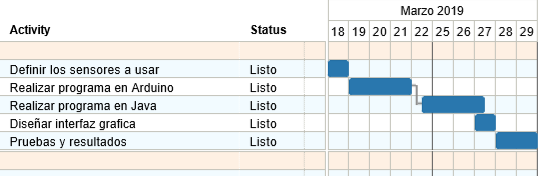 Marzo 2019
Activity Status 18 19 20 21 22 25 26 27 28 29
Definir los sensores a usar Listo
Realizar programa en Arduino Listo
Realizar programa en Java Listo
Diseñar interfaz grafica Listo
Pruebas y resultados Listo